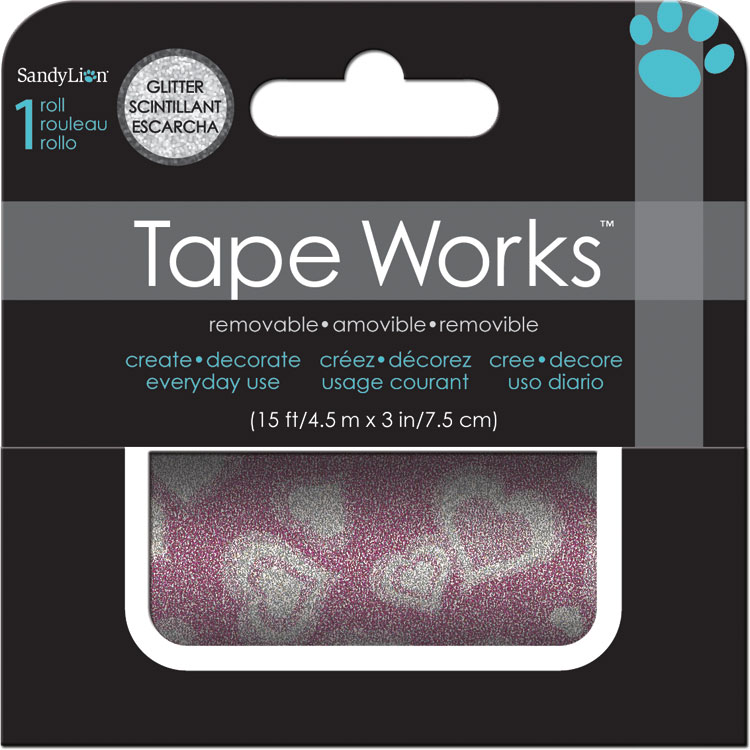 SandyLion
1 roll
rouleau
rollo
GLITTER
SCINTILLANT
ESCARCHA
Tape Works™
removable•amovible•removible
create•decorate
everyday use
créez•décorez
usage courant
cree•decore
uso diario
(15 ft/4.5 m x 3 in/7.5 cm)